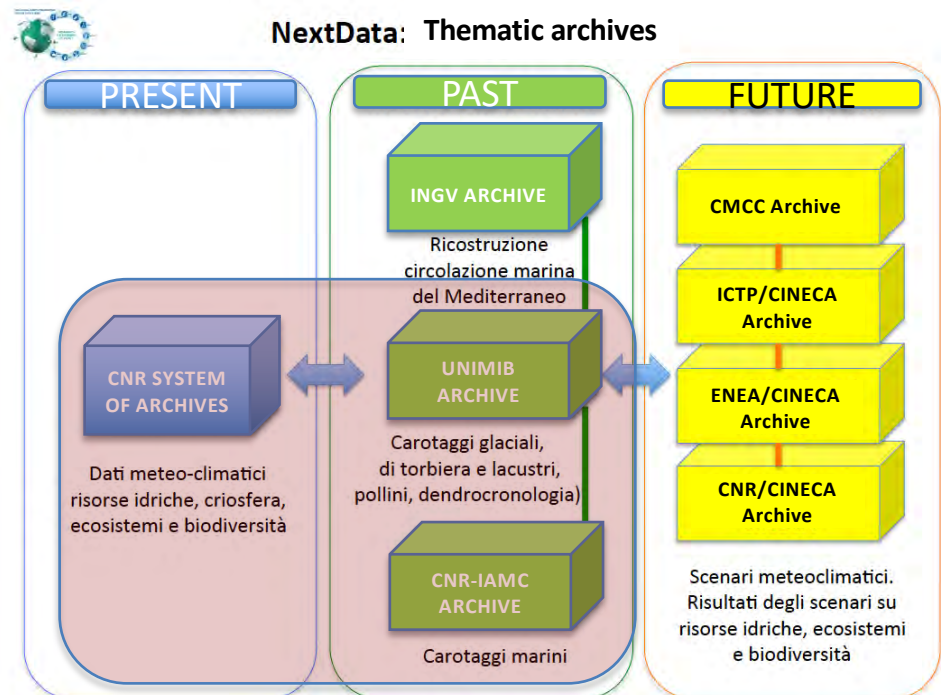 NextData: Thematic archives
PRESENT
CNR SYSTEM
OF ARCHIVES
Dati meteo-climatici
risorse idriche, criosfera,
ecosistemi e biodiversità
PAST
INGV ARCHIVE
Ricostruzione
circolazione marina
del Mediterraneo
UNIMIB
ARCHIVE
Carotaggi glaciali,
di torbiera e lacustri,
pollini, dendrocronologia)
CNR-IAMC
ARCHIVE
Carotaggi marini
FUTURE
CMCC Archive
ICTP/CINECA
Archive
ENEA/CINECA
Archive
CNR/CINECA
Archive
Scenari meteoclimatici.
Risultati degli scenari su
risorse idriche, ecosistemi
e biodiversità